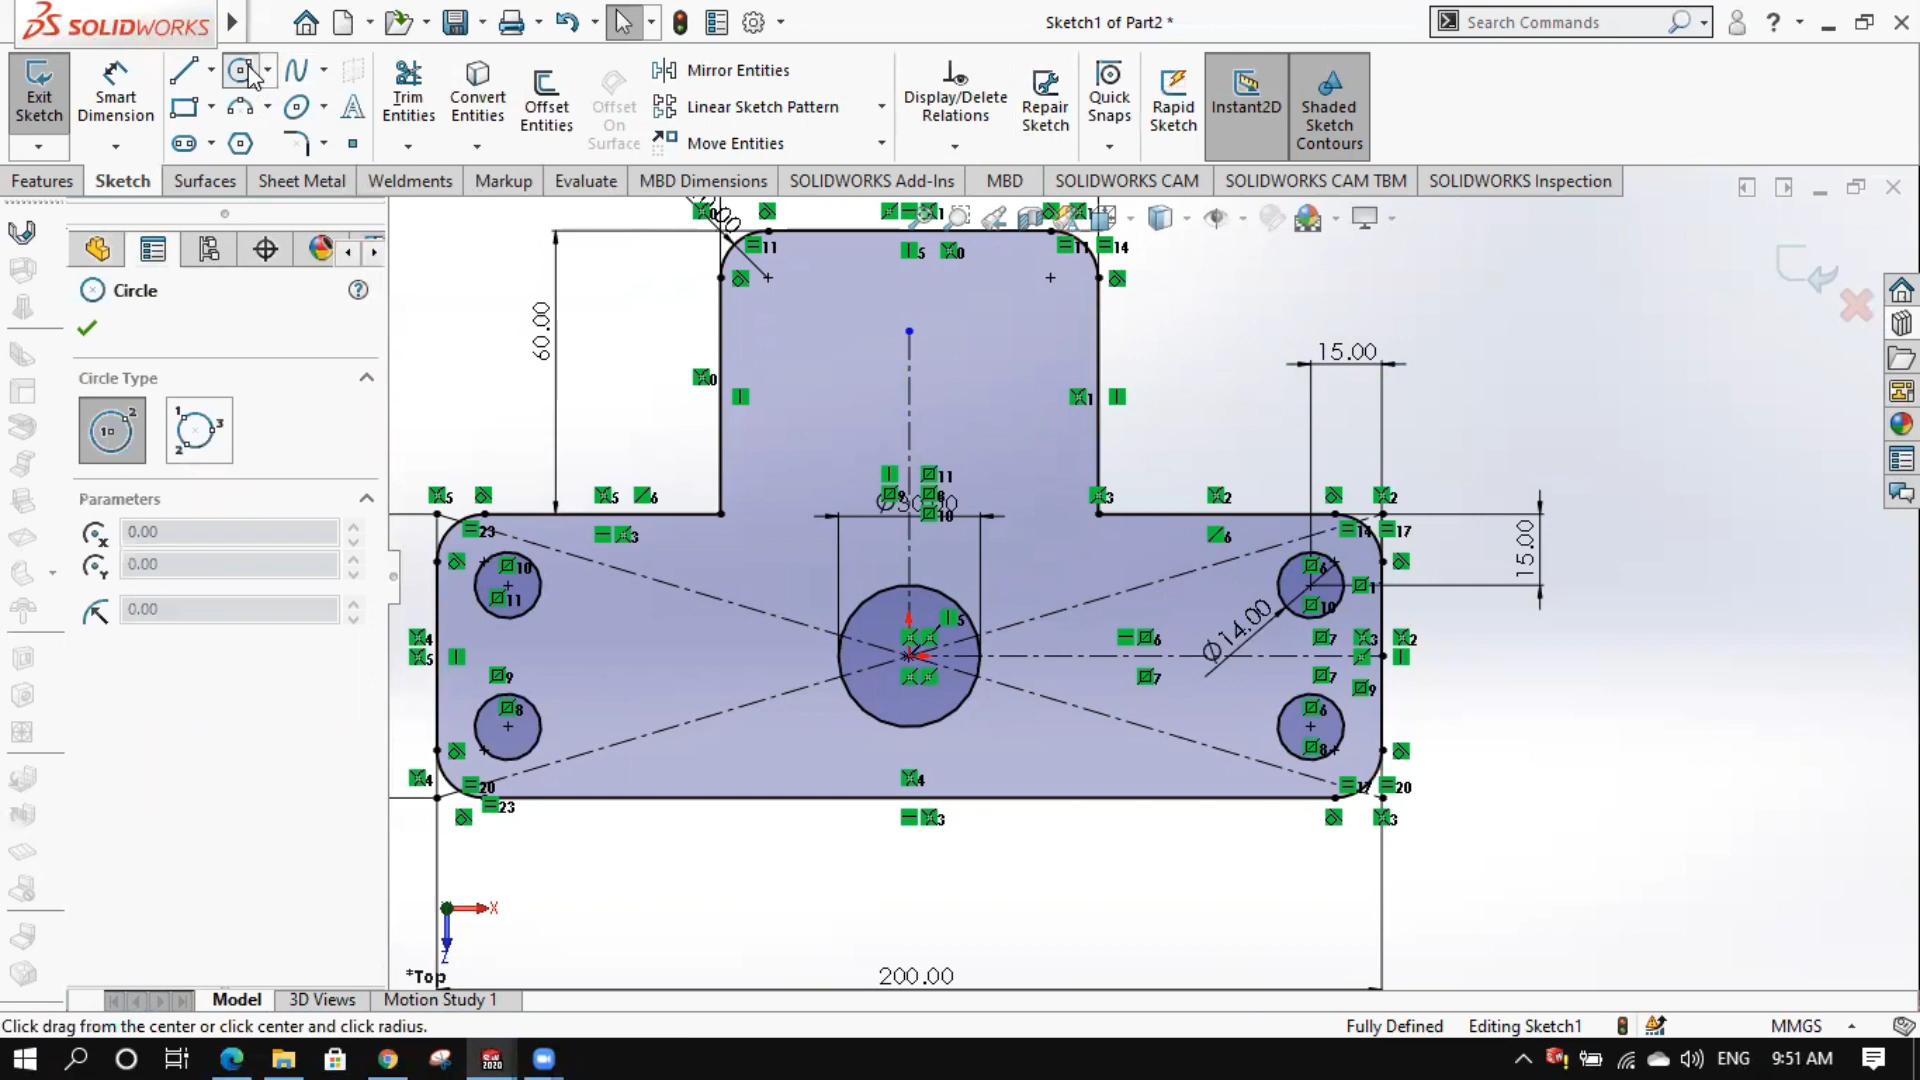 SOLIDWORKS
Sketch1 of Part2 *
Search Commands
Exit Sketch
Smart Dimension
Trim Entities
Convert Entities
Offset Entities
Offset On Surface
Mirror Entities
Linear Sketch Pattern
Move Entities
Display/Delete Relations
Repair Sketch
Quick Snaps
Rapid Sketch
Instant2D
Shaded Sketch Contours
Features
Sketch
Surfaces
Sheet Metal
Weldments
Markup
Evaluate
MBD Dimensions
SOLIDWORKS Add-Ins
MBD
SOLIDWORKS CAM
SOLIDWORKS CAM TBM
SOLIDWORKS Inspection
Circle
Circle Type
Parameters
0.00
0.00
0.00
60.00
15.00
15.00
Ø14.00
200.00
X
Z
*Top
Model
3D Views
Motion Study 1
Click drag from the center or click center and click radius.
Fully Defined
Editing Sketch1
MMGS
ENG
9:51 AM